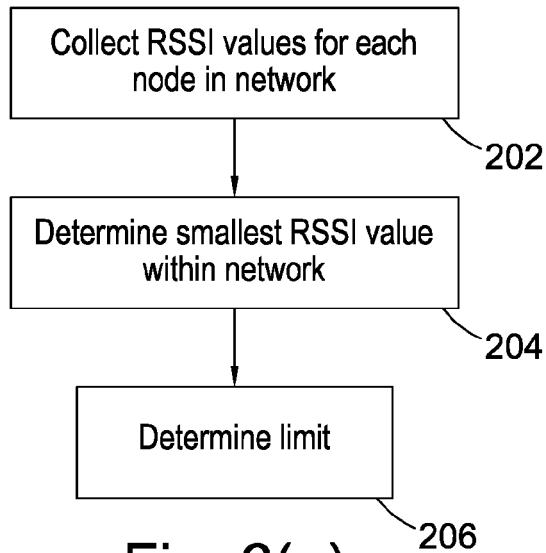 Collect RSSI values for each
node in network
202
Determine smallest RSSI value
within network
204
Determine limit
206